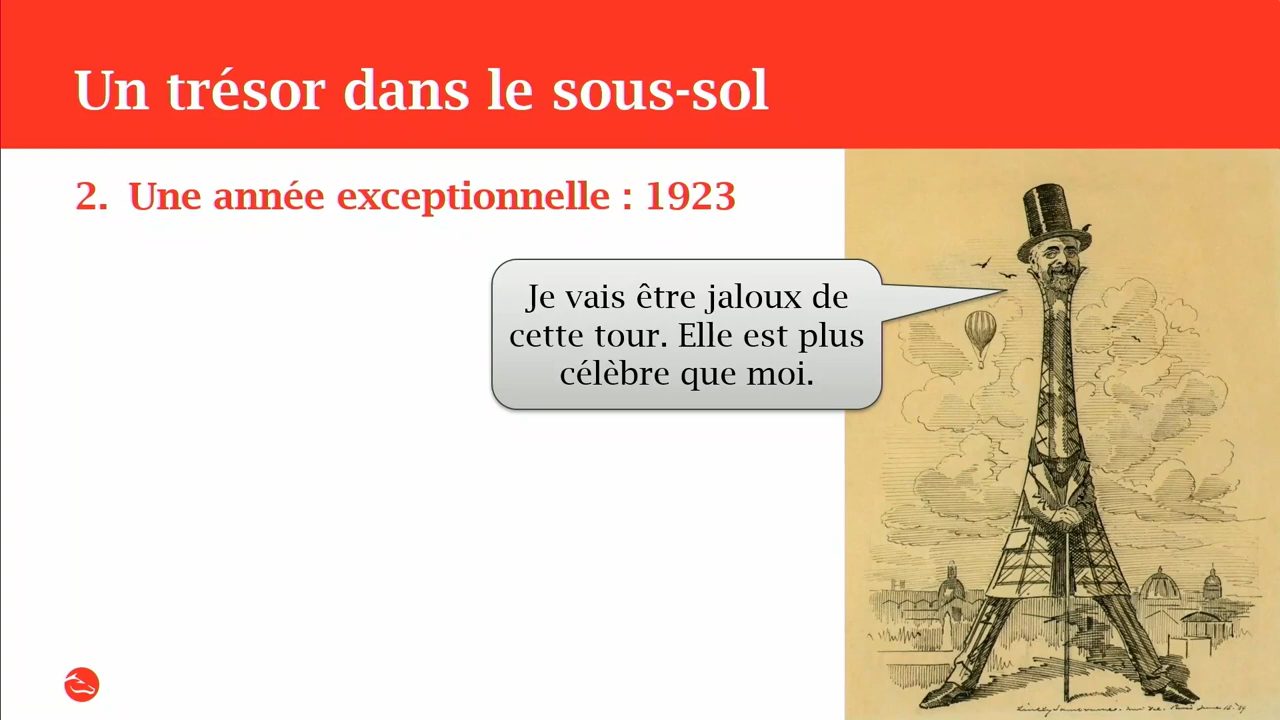 Un trésor dans le sous-sol
2. Une année exceptionnelle : 1923
Je vais être jaloux de
cette tour. Elle est plus
célèbre que moi.